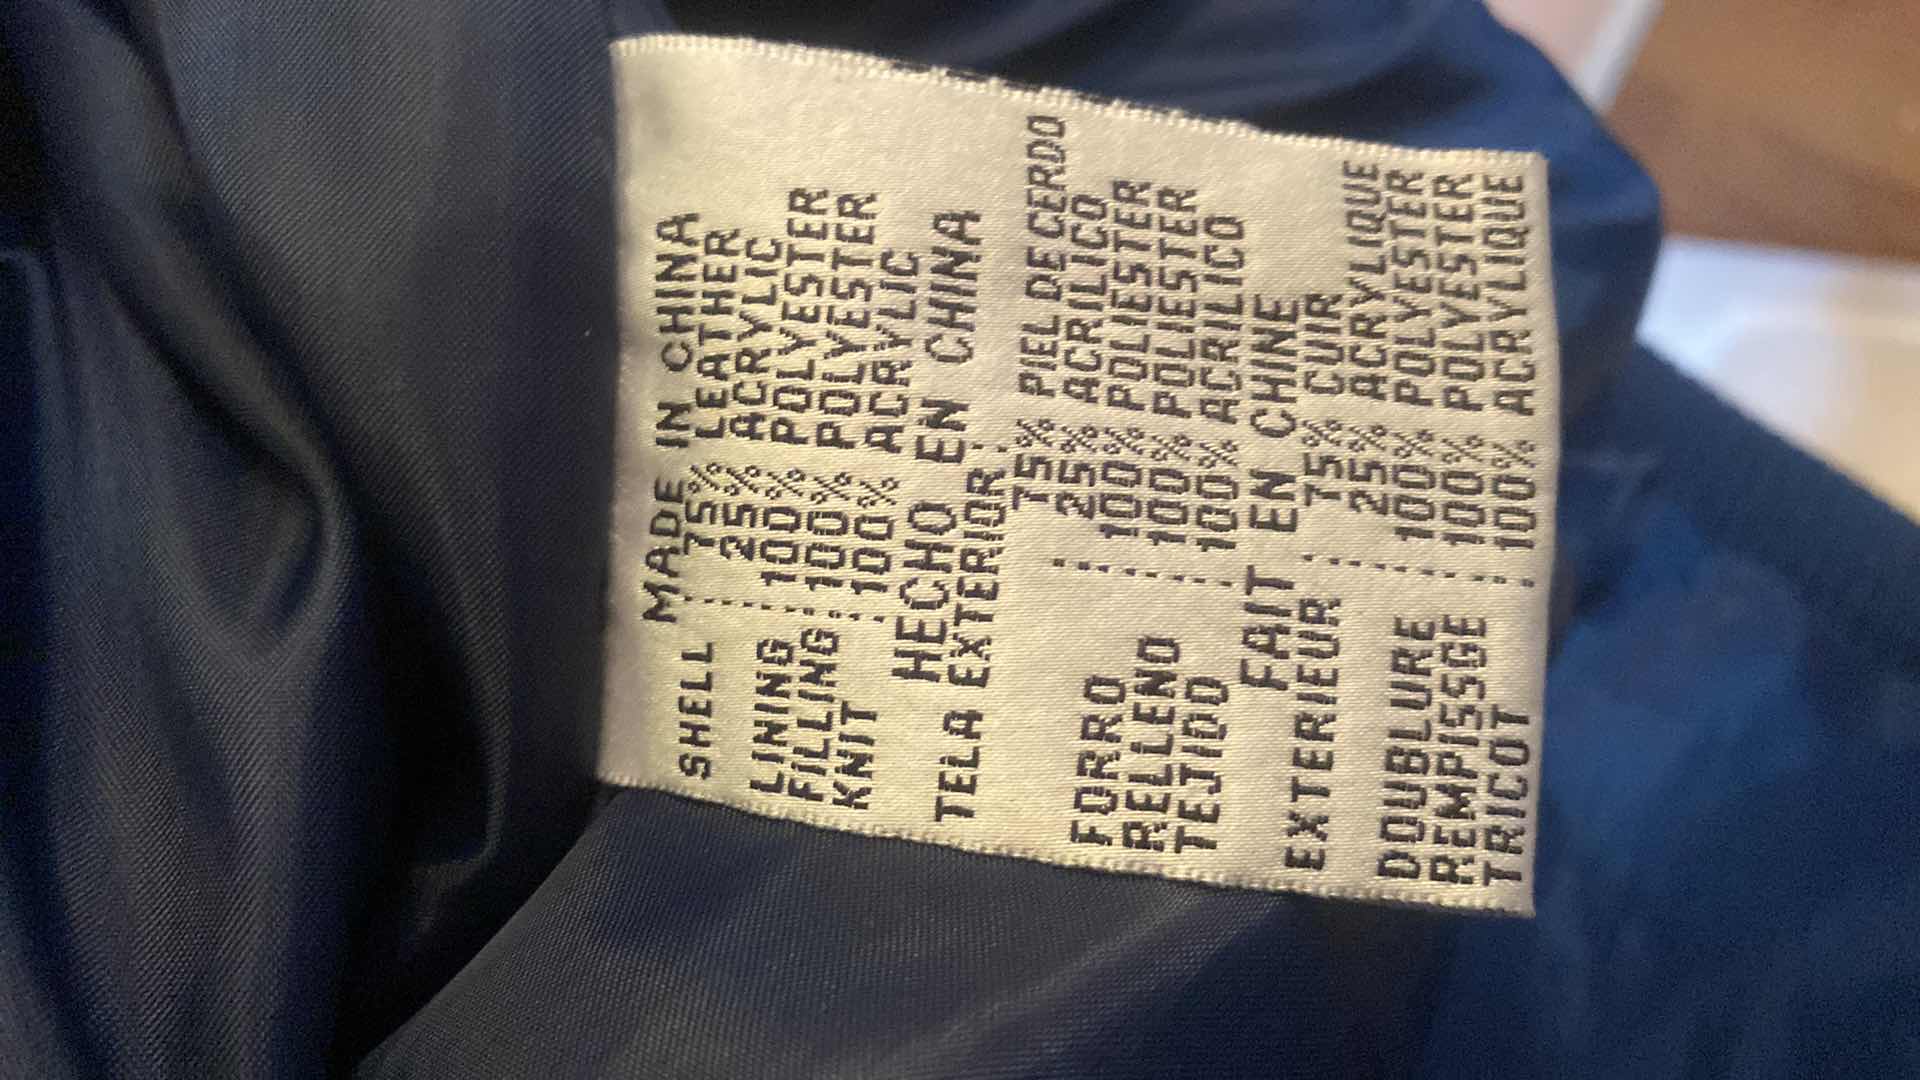 MADE IN CHINA
SHELL : 75% LEATHER
25% ACRYLIC
LINING : 100% POLYESTER
FILLING : 100% POLYESTER
KNIT : 100% ACRYLIC
HECHO EN CHINA
TELA EXTERIOR:
75% PIEL DE CERDO
25% ACRILICO
FORRO : 100% POLIESTER
RELLENO : 100% POLIESTER
TEJIDO : 100% ACRILICO
FAIT EN CHINE
EXTERIEUR : 75% CUIR
25% ACRYLIQUE
DOUBLURE : 100% POLYESTER
REMPISSGE : 100% POLYESTER
TRICOT : 100% ACRYLIQUE